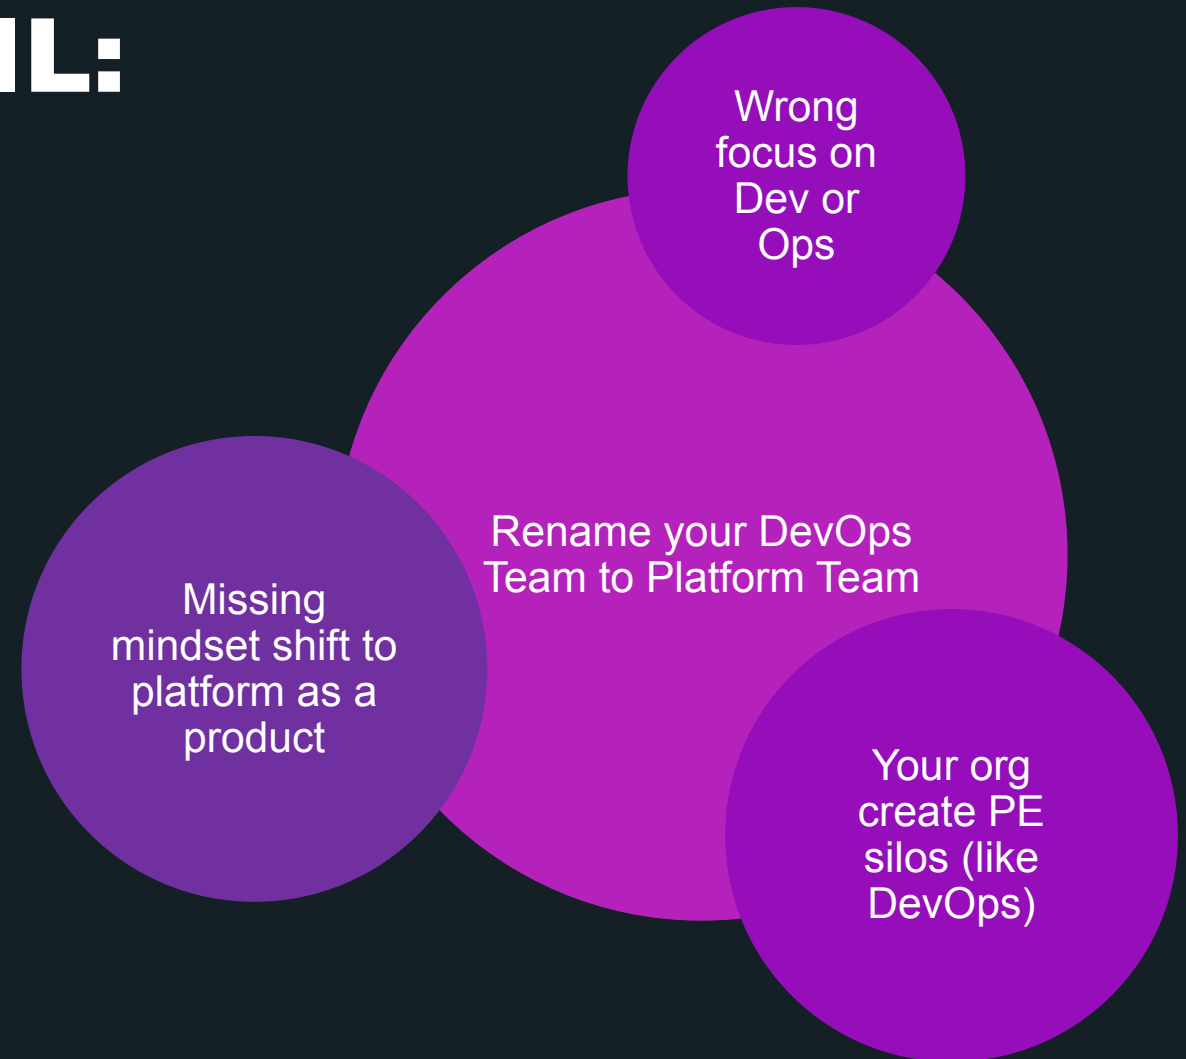 IL:
Wrong
focus on
Dev or
Ops
Rename your DevOps
Team to Platform Team
Missing
mindset shift to
platform as a
product
Your org
create PE
silos (like
DevOps)